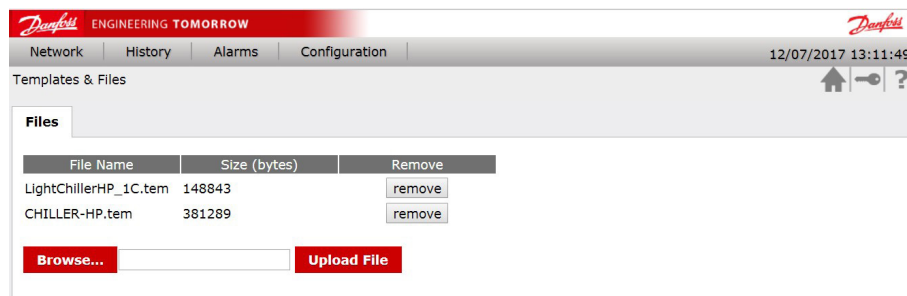 Danfoss ENGINEERING TOMORROW Danfoss
Network History Alarms Configuration 12/07/2017 13:11:49
Templates & Files ?
Files
File Name Size (bytes) Remove
LightChillerHP_1C.tem 148843 remove
CHILLER-HP.tem 381289 remove
Browse... Upload File